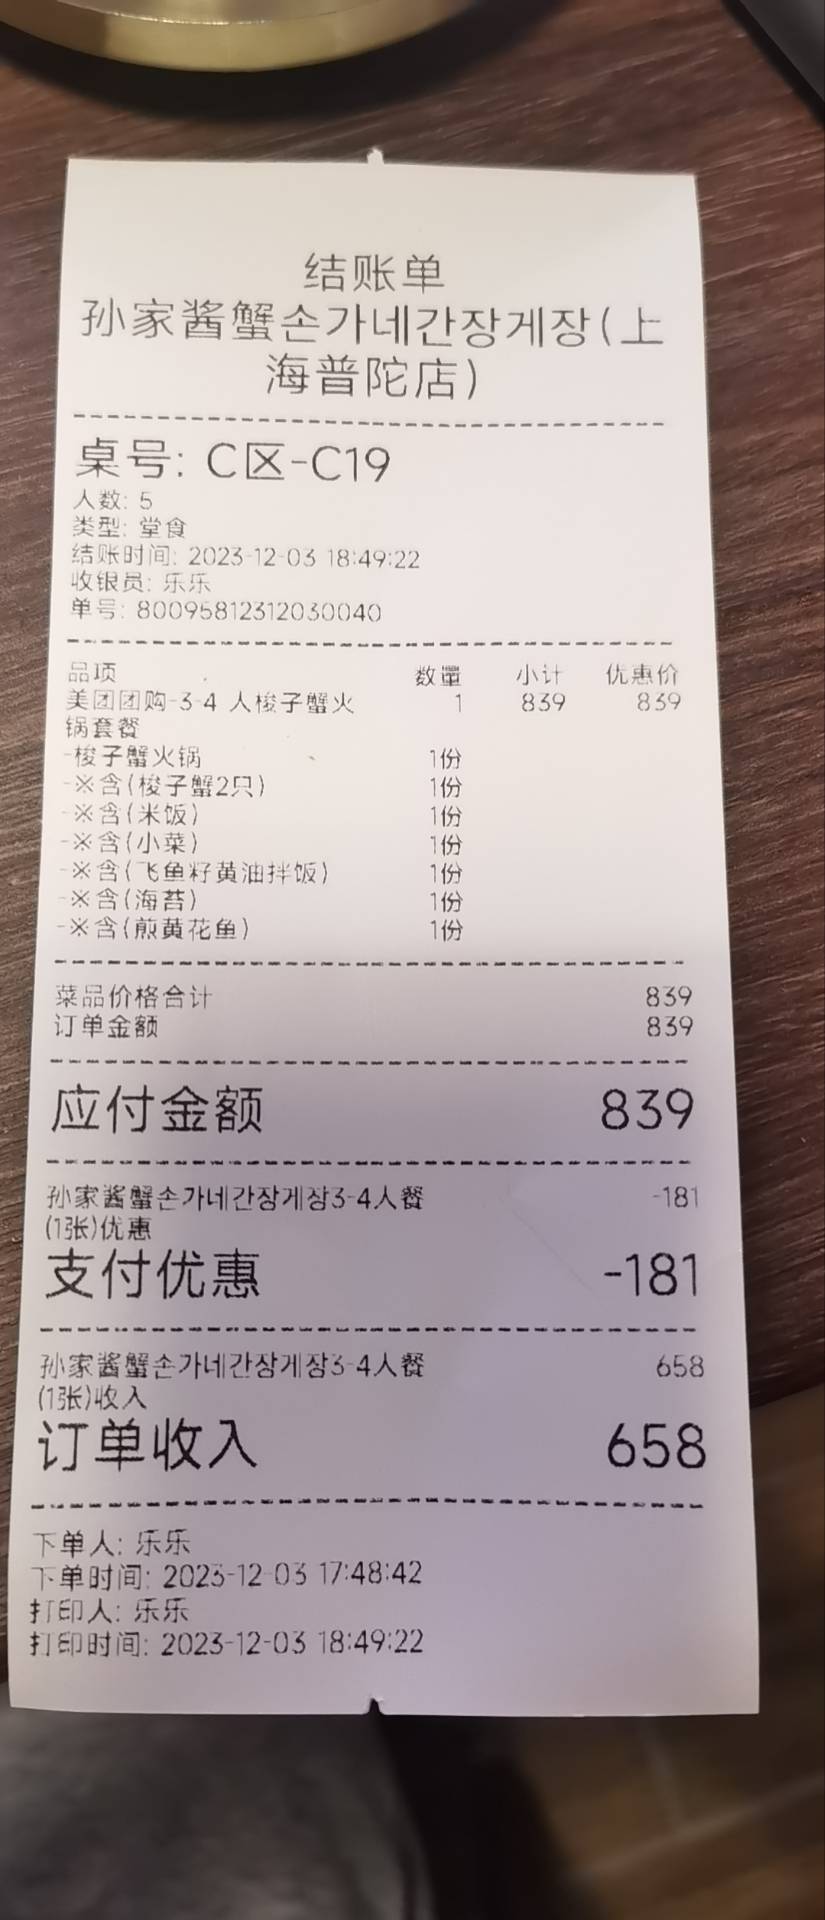 结账单
孙家酱蟹손가네간장게장(上
海普陀店)
桌号: C区-C19
人数: 5
类型: 堂食
结账时间: 2023-12-03 18:49:22
收银员: 乐乐
单号: 800958123120300​40
品项 数量 小计 优惠价
美团团购-3-4 人梭子蟹火 1 839 839
锅套餐
-梭子蟹火锅 1份
-※含(梭子蟹2只) 1份
-※含(米饭) 1份
-※含(小菜) 1份
-※含(飞鱼籽黄油拌饭) 1份
-※含(海苔) 1份
-※含(煎黄花鱼) 1份
菜品价格合计 839
订单金额 839
应付金额 839
孙家酱蟹손가네간장게장3-4人餐 -181
(1张)优惠
支付优惠 -181
孙家酱蟹손가네간장게장3-4人餐 658
(1张)收入
订单收入 658
下单人: 乐乐
下单时间: 2023-12-03 17:48:42
打印人: 乐乐
打印时间: 2023-12-03 18:49:22